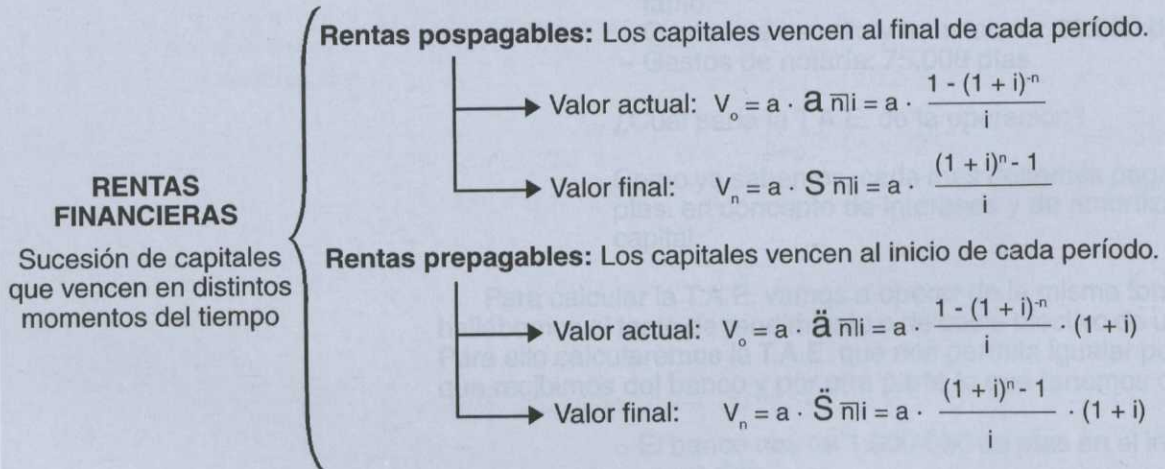 RENTAS
FINANCIERAS
Sucesión de capitales
que vencen en distintos
momentos del tiempo
Rentas pospagables: Los capitales vencen al final de cada período.
Valor actual: Vₒ = a · a n̅|i = a · (1 - (1 + i)⁻ⁿ) / i
Valor final: Vₙ = a · S n̅|i = a · ((1 + i)ⁿ - 1) / i
Rentas prepagables: Los capitales vencen al inicio de cada período.
Valor actual: Vₒ = a · ä n̅|i = a · (1 - (1 + i)⁻ⁿ) / i · (1 + i)
Valor final: Vₙ = a · S̈ n̅|i = a · ((1 + i)ⁿ - 1) / i · (1 + i)